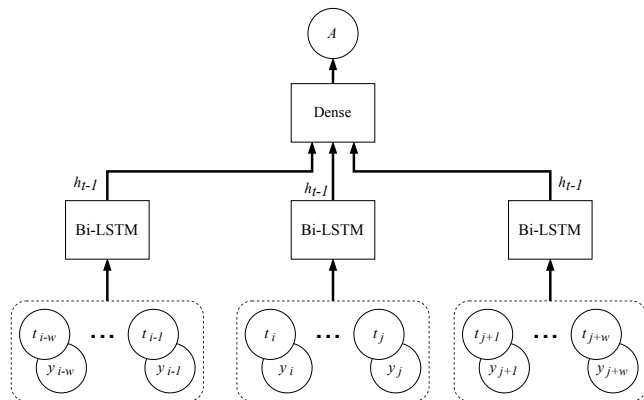 A
Dense
h_{t-1} h_{t-1} h_{t-1}
Bi-LSTM Bi-LSTM Bi-LSTM
t_{i-w} ... t_{i-1} t_i ... t_j t_{j+1} ... t_{j+w}
y_{i-w} y_{i-1} y_i y_j y_{j+1} y_{j+w}